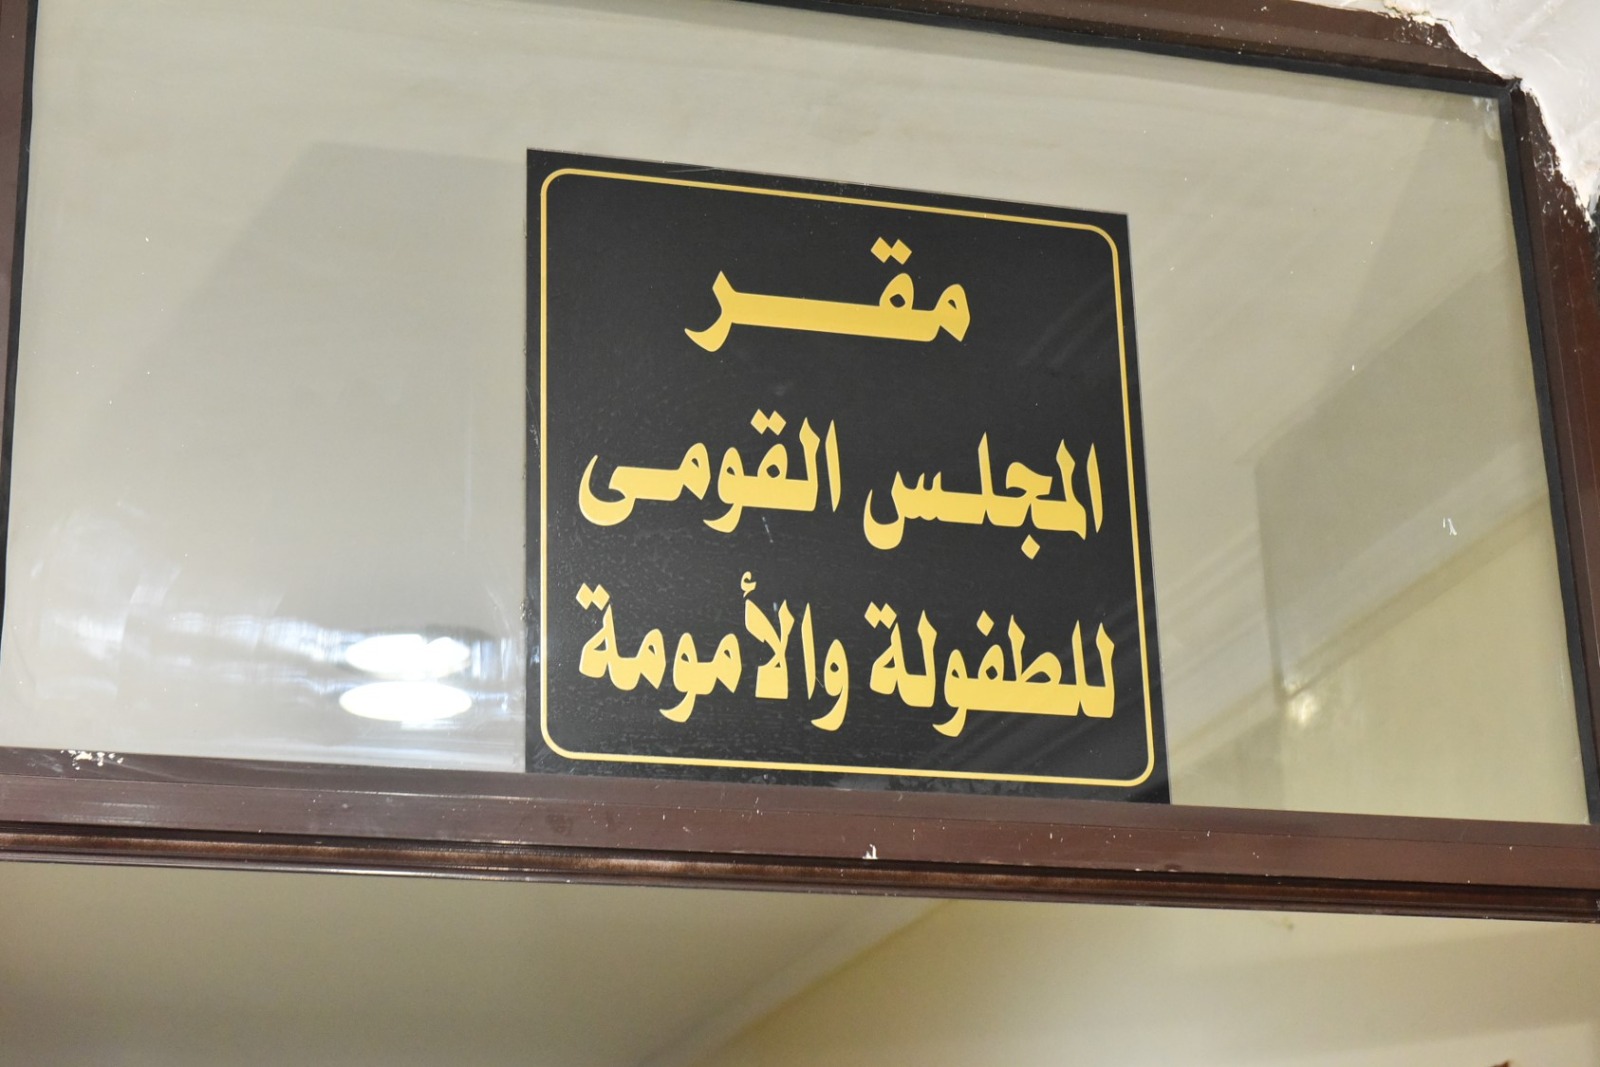 مقر
المجلس القومى
للطفولة والأمومة